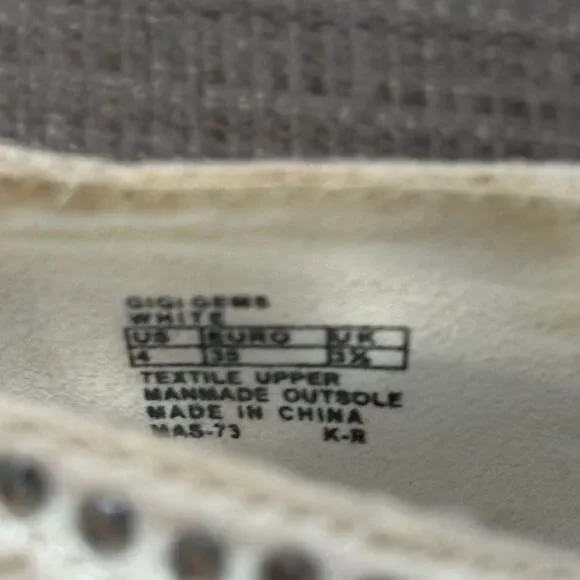 GIGI GEMS
WHITE
US EURO UK
4 35 3½
TEXTILE UPPER
MANMADE OUTSOLE
MADE IN CHINA
MAS-73 K-R